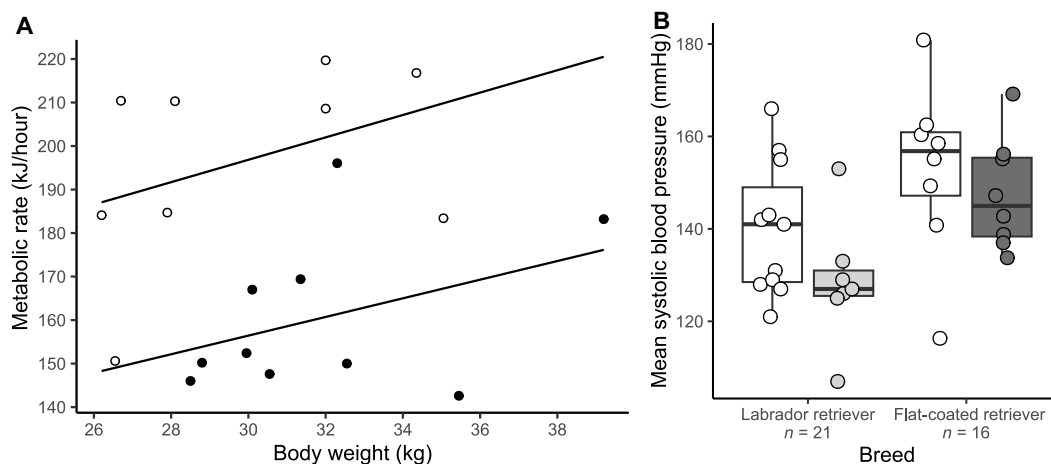 A
Metabolic rate (kJ/hour)
220
210
200
190
180
170
160
150
140
26
28
30
32
34
36
38
Body weight (kg)
B
Mean systolic blood pressure (mmHg)
180
160
140
120
Labrador retriever
n = 21
Flat-coated retriever
n = 16
Breed